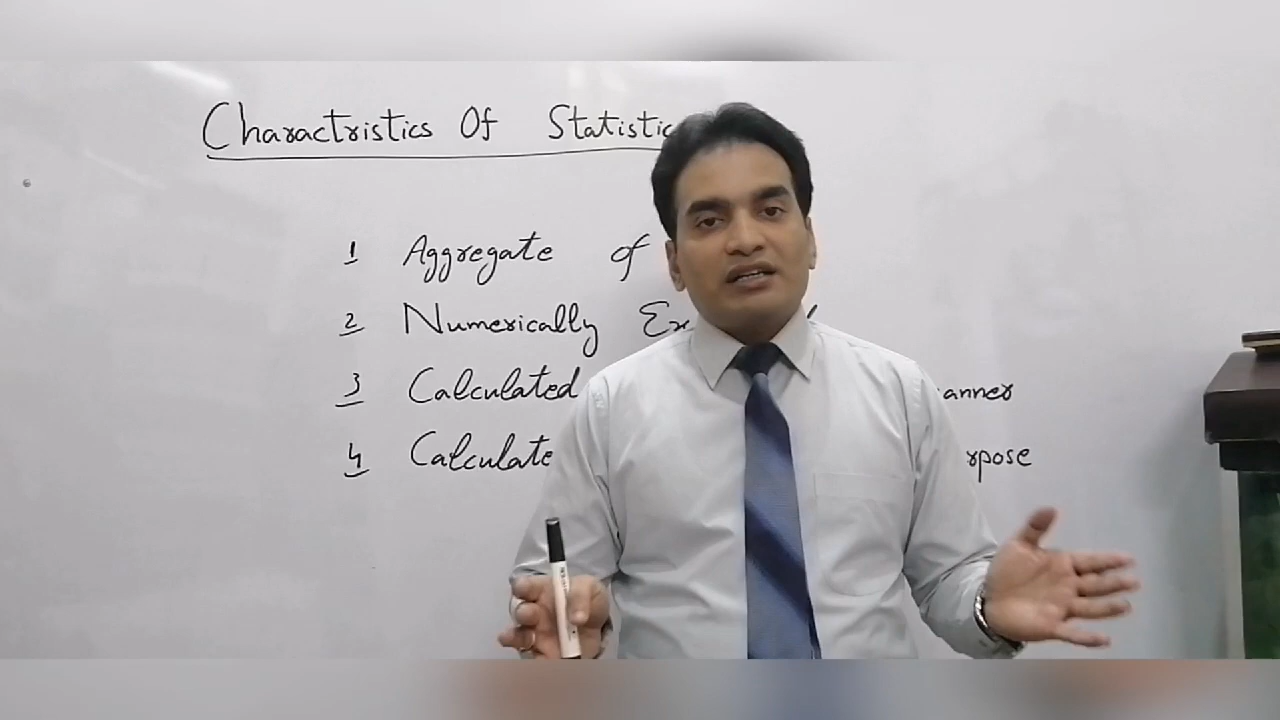 Charactristics Of Statistic
1 Aggregate of
2 Numerically Ex
3 Calculated anner
4 Calculate rpose